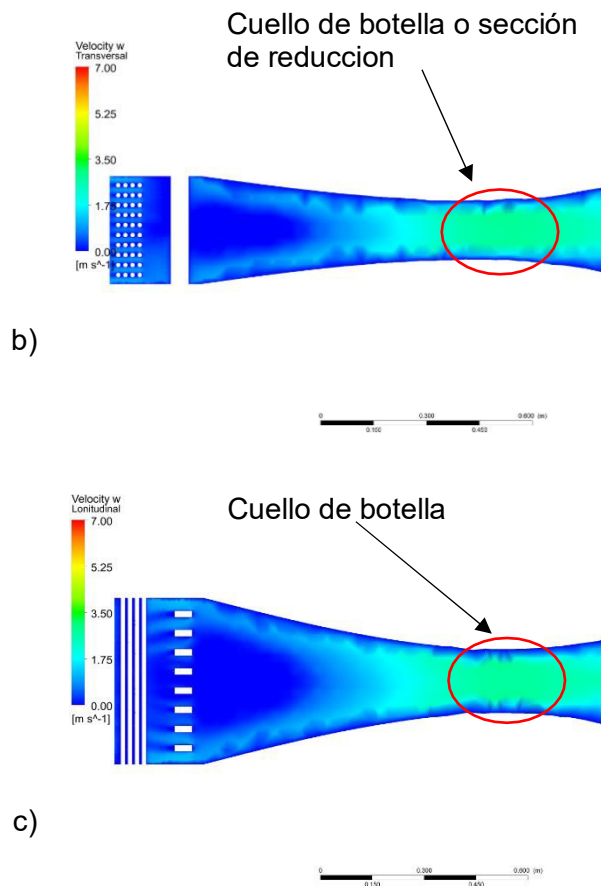 Cuello de botella o sección
de reduccion
Velocity w
Transversal
7.00
5.25
3.50
1.7
0.00
[m s^-1]
b)
0 0.300 0.600 (m)
0.150 0.450
Velocity w
Lonitudinal
Cuello de botella
7.00
5.25
3.50
1.75
0.00
[m s^-1]
c)
0 0.300 0.600 (m)
0.150 0.450